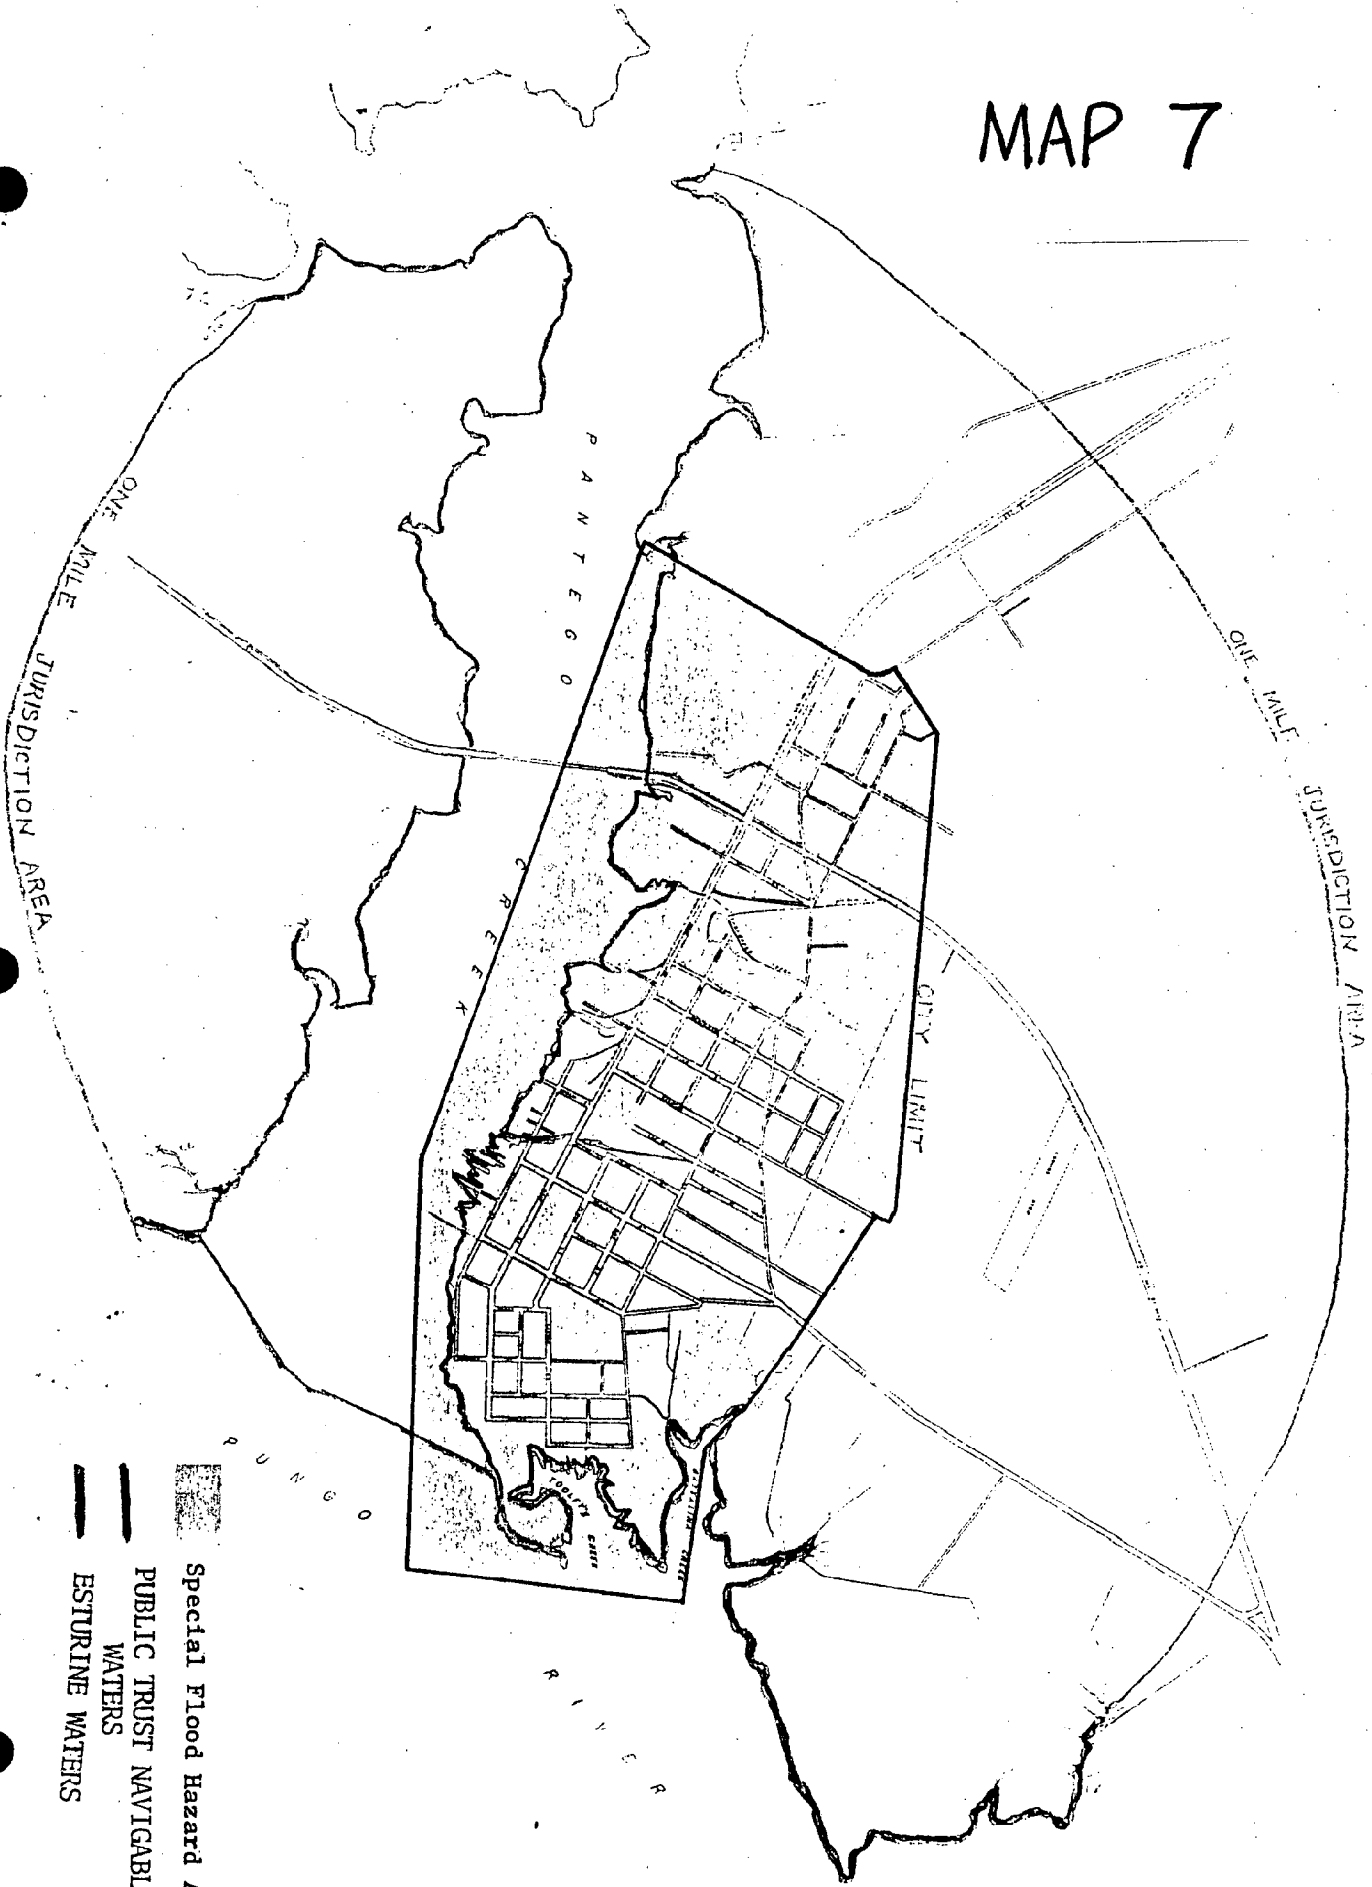 MAP 7
ONE MILE JURISDICTION AREA
ONE MILE JURISDICTION AREA
PANTEGO CREEK
CITY LIMIT
CREEK
PUNGO RIVER
Special Flood Hazard A
PUBLIC TRUST NAVIGABL
WATERS
ESTURINE WATERS